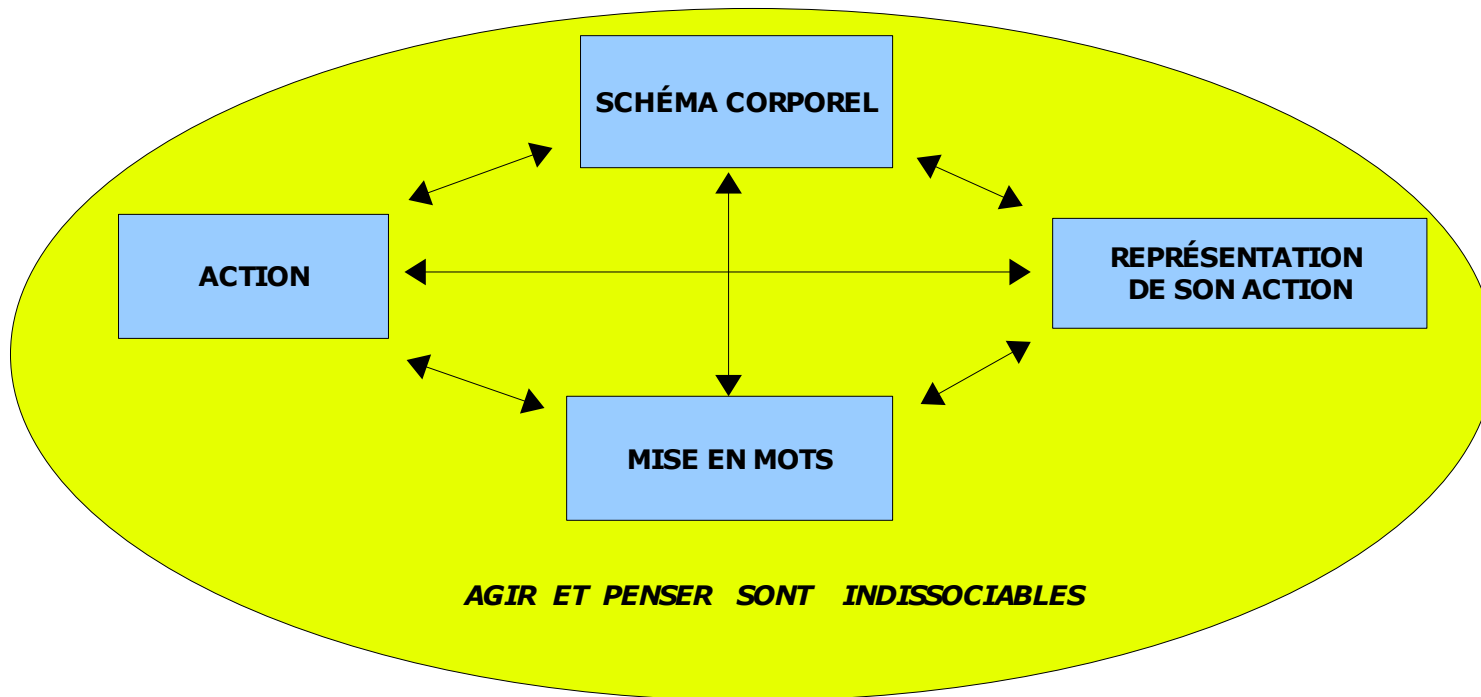 SCHÉMA CORPOREL
ACTION
REPRÉSENTATION
DE SON ACTION
MISE EN MOTS
AGIR ET PENSER SONT INDISSOCIABLES